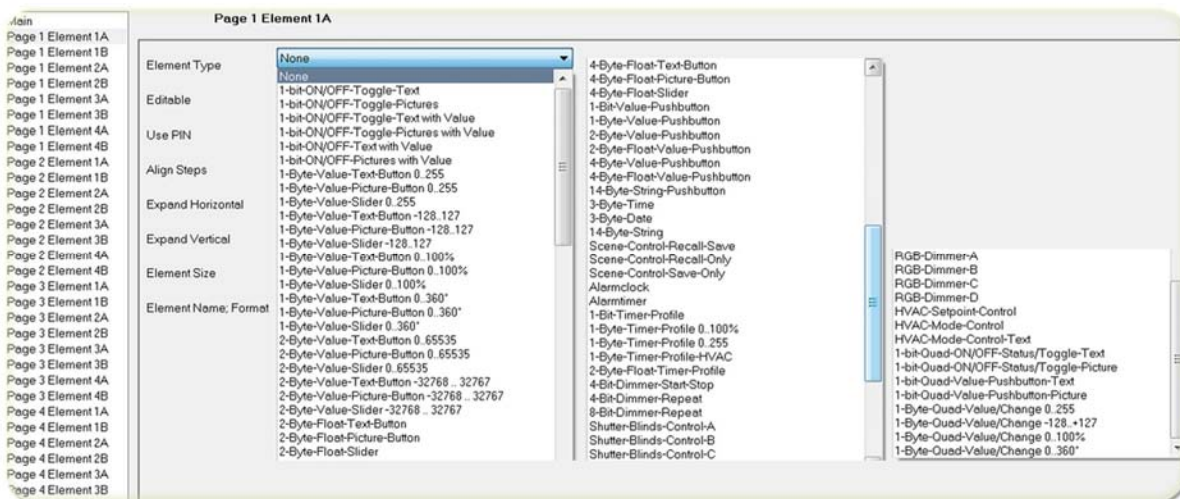 Main
Page 1 Element 1A
Page 1 Element 1B
Page 1 Element 2A
Page 1 Element 2B
Page 1 Element 3A
Page 1 Element 3B
Page 1 Element 4A
Page 1 Element 4B
Page 2 Element 1A
Page 2 Element 1B
Page 2 Element 2A
Page 2 Element 2B
Page 2 Element 3A
Page 2 Element 3B
Page 2 Element 4A
Page 2 Element 4B
Page 3 Element 1A
Page 3 Element 1B
Page 3 Element 2A
Page 3 Element 2B
Page 3 Element 3A
Page 3 Element 3B
Page 3 Element 4A
Page 3 Element 4B
Page 4 Element 1A
Page 4 Element 1B
Page 4 Element 2A
Page 4 Element 2B
Page 4 Element 3A
Page 4 Element 3B
Page 1 Element 1A
Element Type
Editable
Use PIN
Align Steps
Expand Horizontal
Expand Vertical
Element Size
Element Name; Format
None
None
1-bit-ON/OFF-Toggle-Text
1-bit-ON/OFF-Toggle-Pictures
1-bit-ON/OFF-Toggle-Text with Value
1-bit-ON/OFF-Toggle-Pictures with Value
1-bit-ON/OFF-Text with Value
1-bit-ON/OFF-Pictures with Value
1-Byte-Value-Text-Button 0..255
1-Byte-Value-Picture-Button 0..255
1-Byte-Value-Slider 0..255
1-Byte-Value-Text-Button -128..127
1-Byte-Value-Picture-Button -128..127
1-Byte-Value-Slider -128..127
1-Byte-Value-Text-Button 0..100%
1-Byte-Value-Picture-Button 0..100%
1-Byte-Value-Slider 0..100%
1-Byte-Value-Text-Button 0..360°
1-Byte-Value-Picture-Button 0..360°
1-Byte-Value-Slider 0..360°
2-Byte-Value-Text-Button 0..65535
2-Byte-Value-Picture-Button 0..65535
2-Byte-Value-Slider 0..65535
2-Byte-Value-Text-Button -32768 .. 32767
2-Byte-Value-Picture-Button -32768 .. 32767
2-Byte-Value-Slider -32768 .. 32767
2-Byte-Float-Text-Button
2-Byte-Float-Picture-Button
2-Byte-Float-Slider
4-Byte-Float-Text-Button
4-Byte-Float-Picture-Button
4-Byte-Float-Slider
1-Bit-Value-Pushbutton
1-Byte-Value-Pushbutton
2-Byte-Value-Pushbutton
2-Byte-Float-Value-Pushbutton
4-Byte-Value-Pushbutton
4-Byte-Float-Value-Pushbutton
14-Byte-String-Pushbutton
3-Byte-Time
3-Byte-Date
14-Byte-String
Scene-Control-Recall-Save
Scene-Control-Recall-Only
Scene-Control-Save-Only
Alarmclock
Alarmtimer
1-Bit-Timer-Profile
1-Byte-Timer-Profile 0..100%
1-Byte-Timer-Profile 0..255
1-Byte-Timer-Profile-HVAC
2-Byte-Float-Timer-Profile
4-Bit-Dimmer-Start-Stop
4-Bit-Dimmer-Repeat
8-Bit-Dimmer-Repeat
Shutter-Blinds-Control-A
Shutter-Blinds-Control-B
Shutter-Blinds-Control-C
RGB-Dimmer-A
RGB-Dimmer-B
RGB-Dimmer-C
RGB-Dimmer-D
HVAC-Setpoint-Control
HVAC-Mode-Control
HVAC-Mode-Control-Text
1-bit-Quad-ON/OFF-Status/Toggle-Text
1-bit-Quad-ON/OFF-Status/Toggle-Picture
1-bit-Quad-Value-Pushbutton-Text
1-bit-Quad-Value-Pushbutton-Picture
1-Byte-Quad-Value/Change 0..255
1-Byte-Quad-Value/Change -128..+127
1-Byte-Quad-Value/Change 0..100%
1-Byte-Quad-Value/Change 0..360°